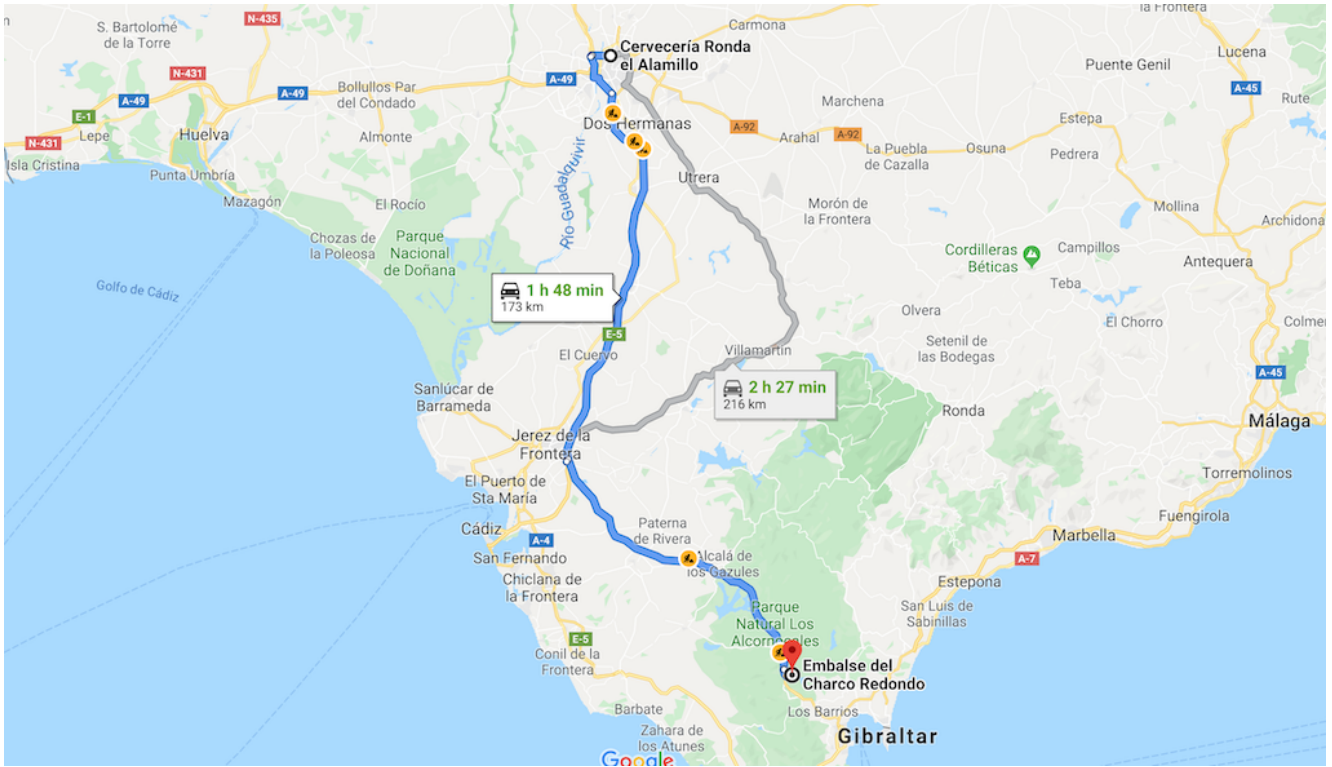 N-435
la Frontera
S. Bartolomé
de la Torre
Carmona
Cervecería Ronda
el Alamillo
Lucena
Puente Genil
N-431
A-49
Bollullos Par
del Condado
A-49
A-45
Rute
A-49
E-1
Lepe
Huelva
Almonte
Dos Hermanas
Marchena
Estepa
A-92
Arahal
A-92
La Puebla
de Cazalla
Osuna
Pedrera
N-431
Isla Cristina
Punta Umbría
Mazagón
El Rocío
Río Guadalquivir
Utrera
Morón de
la Frontera
Mollina
Archidona
Chozas de
la Poleosa
Parque
Nacional
de Doñana
Cordilleras
Béticas
Campillos
Antequera
Teba
Golfo de Cádiz
1 h 48 min
173 km
Olvera
El Chorro
Colme
E-5
El Cuervo
Villamartin
Setenil de
las Bodegas
A-45
Sanlúcar de
Barrameda
2 h 27 min
216 km
Ronda
Málaga
Jerez de la
Frontera
Torremolinos
El Puerto de
Sta María
Fuengirola
Cádiz
Paterna
de Rivera
A-4
Marbella
San Fernando
Alcalá de
los Gazules
A-7
Chiclana de
la Frontera
Estepona
Parque
Natural Los
Alcornocales
San Luis de
Sabinillas
E-5
Conil de la
Frontera
Embalse del
Charco Redondo
Barbate
Los Barrios
Zahara de
los Atunes
Gibraltar
Google